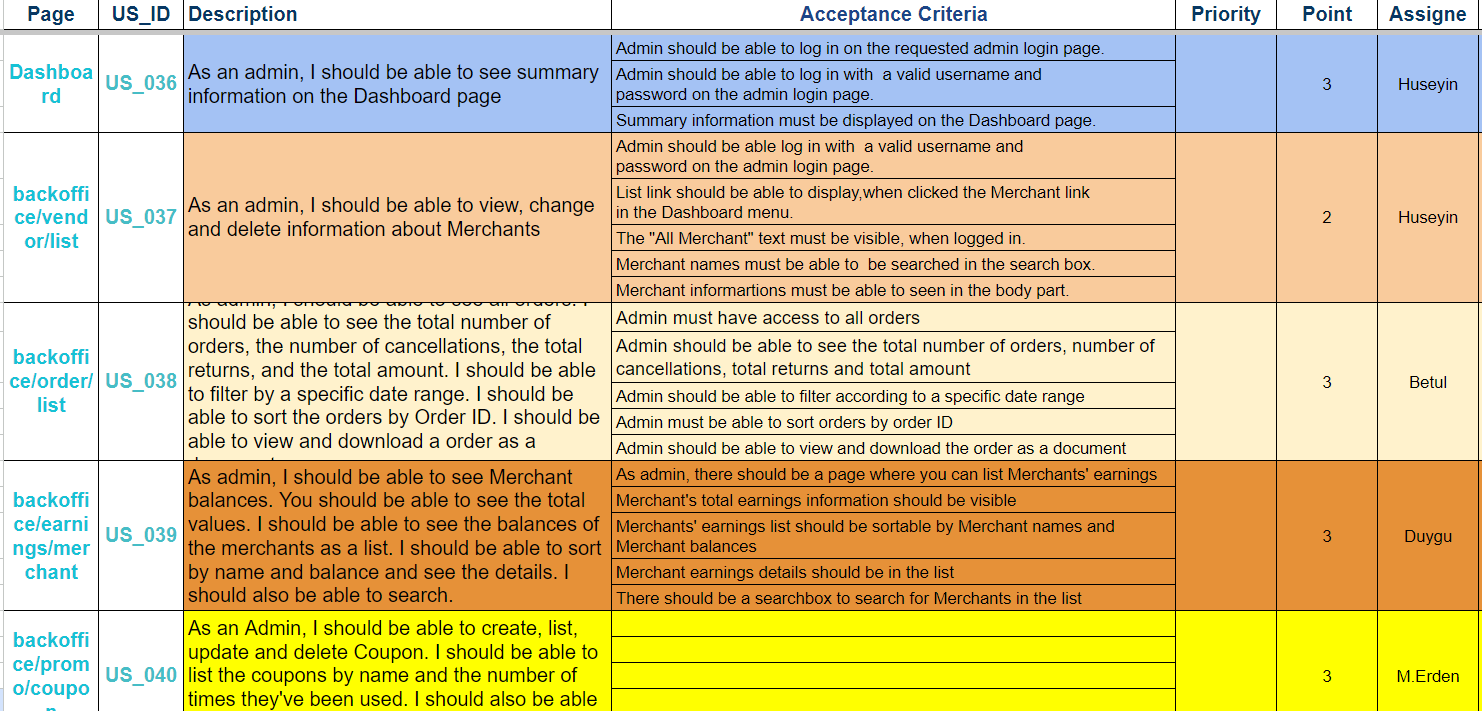 Page US_ID Description Acceptance Criteria Priority Point Assigne
Dashboa
rd
US_036
As an admin, I should be able to see summary
information on the Dashboard page
Admin should be able to log in on the requested admin login page.
Admin should be able to log in with  a valid username and
password on the admin login page.
Summary information must be displayed on the Dashboard page.
3
Huseyin
backoffi
ce/vend
or/list
US_037
As an admin, I should be able to view, change
and delete information about Merchants
Admin should be able log in with  a valid username and
password on the admin login page.
List link should be able to display,when clicked the Merchant link
in the Dashboard menu.
The "All Merchant" text must be visible, when logged in.
Merchant names must be able to  be searched in the search box.
Merchant informartions must be able to seen in the body part.
2
Huseyin
backoffi
ce/order/
list
US_038
As admin, I should be able to see all orders. I
should be able to see the total number of
orders, the number of cancellations, the total
returns, and the total amount. I should be able
to filter by a specific date range. I should be
able to sort the orders by Order ID. I should be
able to view and download a order as a
Admin must have access to all orders
Admin should be able to see the total number of orders, number of
cancellations, total returns and total amount
Admin should be able to filter according to a specific date range
Admin must be able to sort orders by order ID
Admin should be able to view and download the order as a document
3
Betul
backoffi
ce/earni
ngs/mer
chant
US_039
As admin, I should be able to see Merchant
balances. You should be able to see the total
values. I should be able to see the balances of
the merchants as a list. I should be able to sort
by name and balance and see the details. I
should also be able to search.
As admin, there should be a page where you can list Merchants' earnings
Merchant's total earnings information should be visible
Merchants' earnings list should be sortable by Merchant names and
Merchant balances
Merchant earnings details should be in the list
There should be a searchbox to search for Merchants in the list
3
Duygu
backoffi
ce/prom
o/coupo
n
US_040
As an Admin, I should be able to create, list,
update and delete Coupon. I should be able to
list the coupons by name and the number of
times they've been used. I should also be able
3
M.Erden